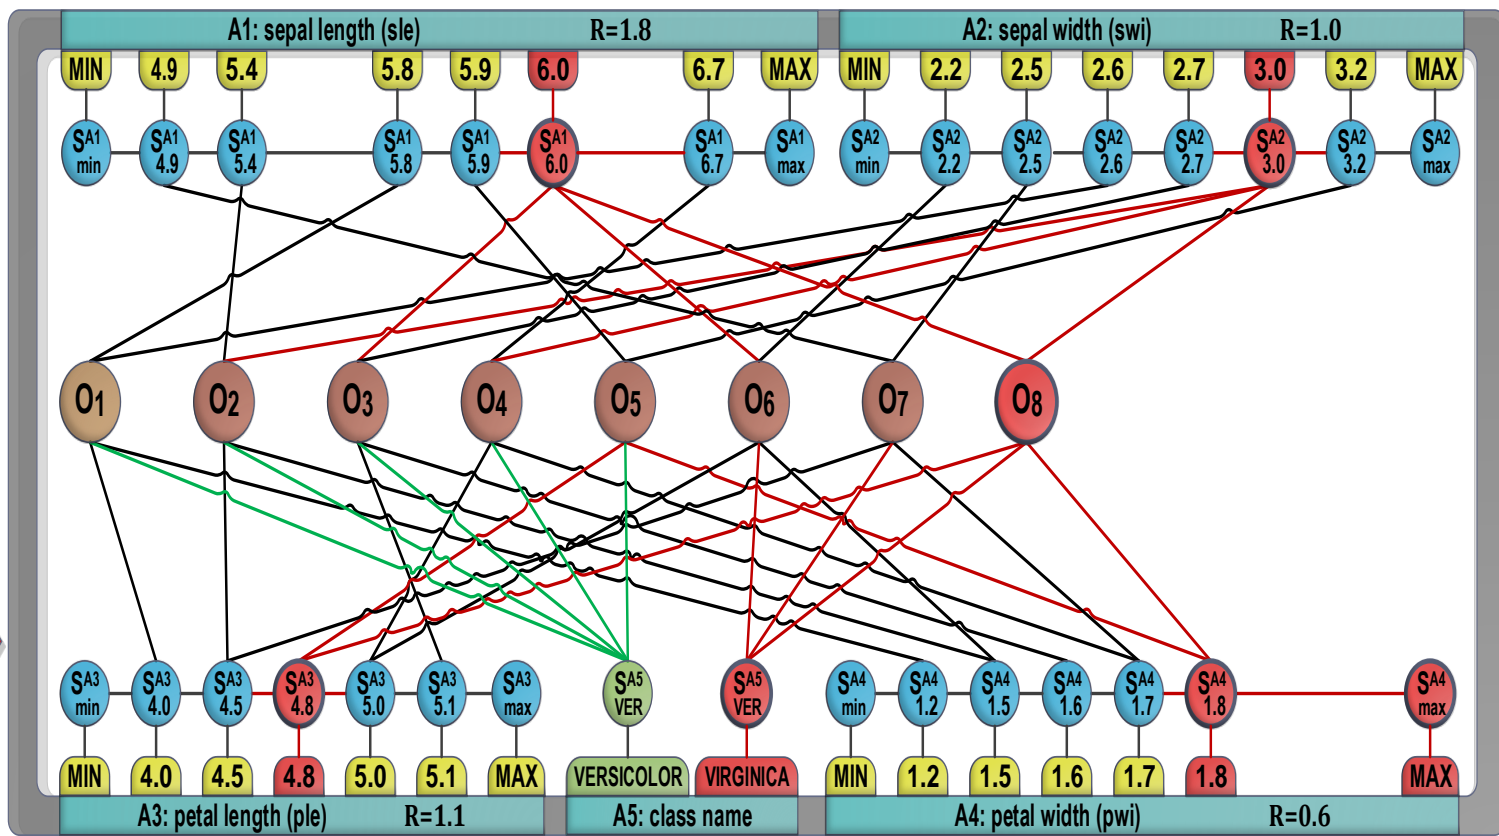 A1: sepal length (sle) R=1.8 A2: sepal width (swi) R=1.0
MIN 4.9 5.4 5.8 5.9 6.0 6.7 MAX MIN 2.2 2.5 2.6 2.7 3.0 3.2 MAX
SA1 SA1 SA1 SA1 SA1 SA1 SA1 SA1 SA2 SA2 SA2 SA2 SA2 SA2 SA2 SA2
min 4.9 5.4 5.8 5.9 6.0 6.7 max min 2.2 2.5 2.6 2.7 3.0 3.2 max
O1 O2 O3 O4 O5 O6 O7 O8
SA3 SA3 SA3 SA3 SA3 SA3 SA3 SA5 SA5 SA4 SA4 SA4 SA4 SA4 SA4 SA4
min 4.0 4.5 4.8 5.0 5.1 max VER VER min 1.2 1.5 1.6 1.7 1.8 max
MIN 4.0 4.5 4.8 5.0 5.1 MAX VERSICOLOR VIRGINICA MIN 1.2 1.5 1.6 1.7 1.8 MAX
A3: petal length (ple) R=1.1 A5: class name A4: petal width (pwi) R=0.6